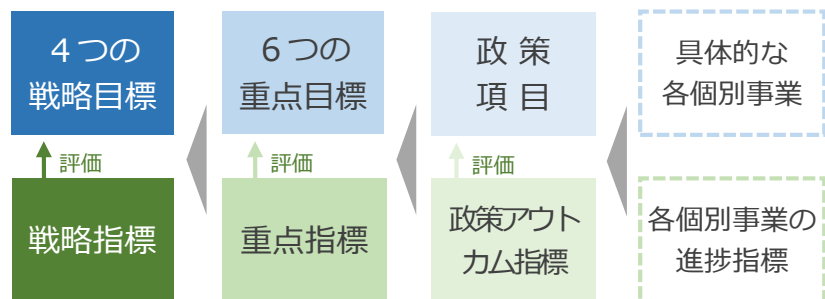 ４つの
戦略目標
６つの
重点目標
政 策
項 目
具体的な
各個別事業
評価
評価
評価
戦略指標
重点指標
政策アウト
カム指標
各個別事業の
進捗指標